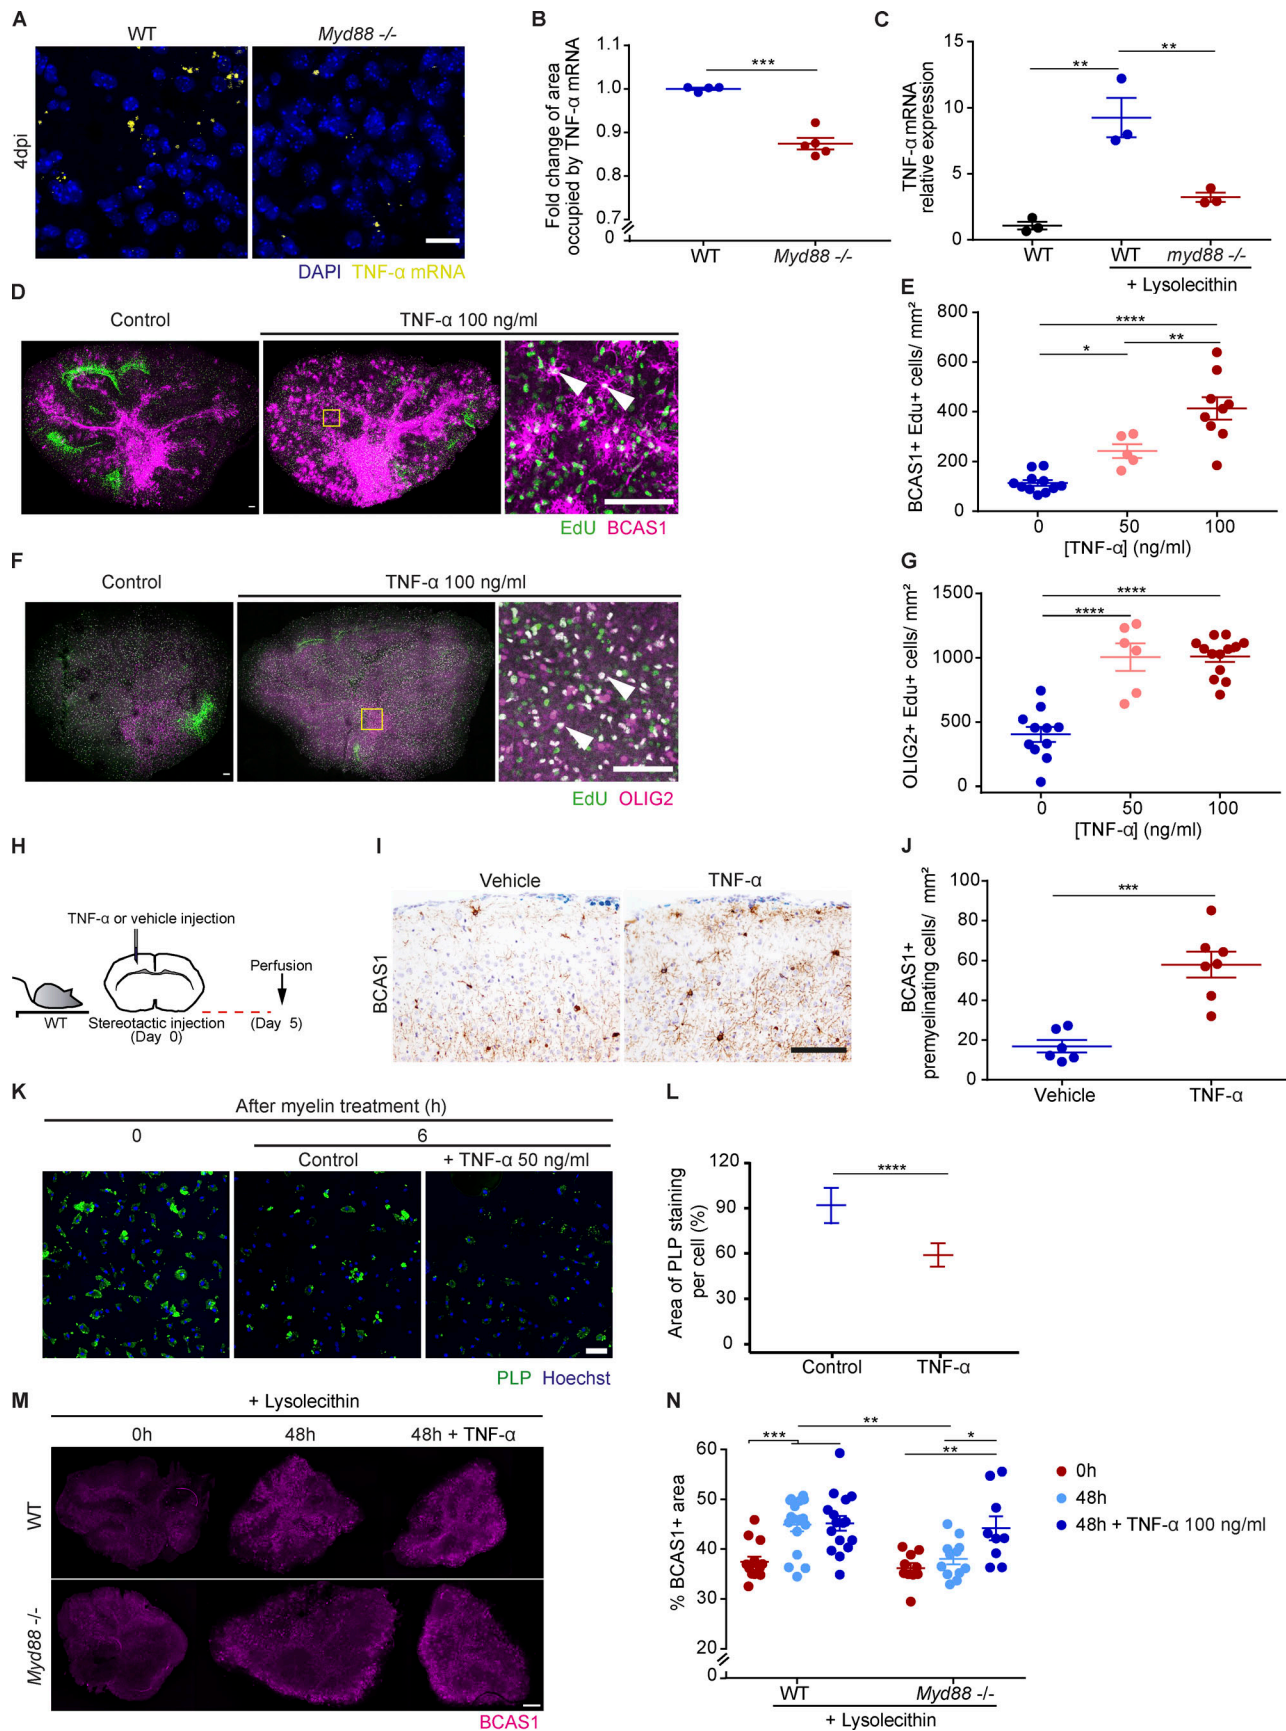 A
WT
Myd88 -/-
4dpi
DAPI TNF-α mRNA
B
Fold change of area
occupied by TNF-α mRNA
1.1
1.0
0.9
0.8
0.7
0
***
WT
Myd88 -/-
C
TNF-α mRNA
relative expression
15
10
5
0
**
**
WT
WT
myd88 -/-
+ Lysolecithin
D
Control
TNF-α 100 ng/ml
EdU BCAS1
E
BCAS1+ Edu+ cells/ mm²
800
600
400
200
0
****
*
**
0
50
100
[TNF-α] (ng/ml)
F
Control
TNF-α 100 ng/ml
EdU OLIG2
G
OLIG2+ Edu+ cells/ mm²
1500
1000
500
0
****
****
0
50
100
[TNF-α] (ng/ml)
H
TNF-α or vehicle injection
Perfusion
WT
Stereotactic injection
(Day 0)
(Day 5)
I
Vehicle
TNF-α
BCAS1
J
BCAS1+
premyelinating cells/ mm²
100
80
60
40
20
0
***
Vehicle
TNF-α
K
After myelin treatment (h)
0
6
Control
+ TNF-α 50 ng/ml
PLP Hoechst
L
Area of PLP staining
per cell (%)
120
90
60
30
0
****
Control
TNF-α
M
+ Lysolecithin
0h
48h
48h + TNF-α
WT
Myd88 -/-
BCAS1
N
% BCAS1+ area
60
50
40
30
20
0
***
**
**
*
WT
Myd88 -/-
+ Lysolecithin
0h
48h
48h + TNF-α 100 ng/ml